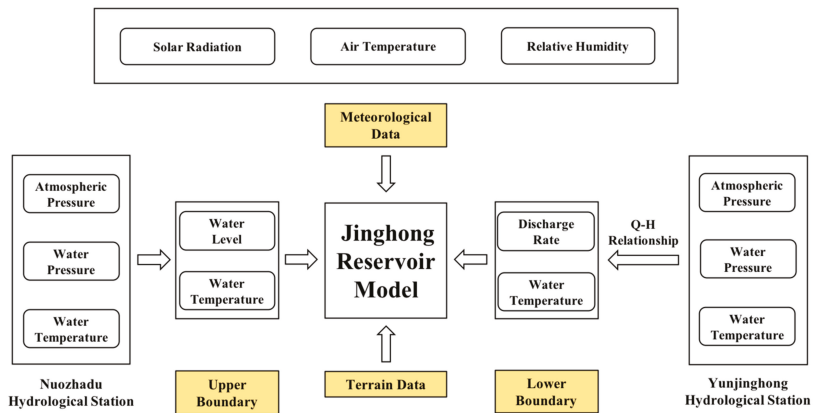 Solar Radiation
Air Temperature
Relative Humidity
Meteorological
Data
Atmospheric
Pressure
Water
Pressure
Water
Temperature
Nuozhadu
Hydrological Station
Water
Level
Water
Temperature
Upper
Boundary
Jinghong
Reservoir
Model
Terrain Data
Discharge
Rate
Water
Temperature
Lower
Boundary
Q-H
Relationship
Atmospheric
Pressure
Water
Pressure
Water
Temperature
Yunjinghong
Hydrological Station